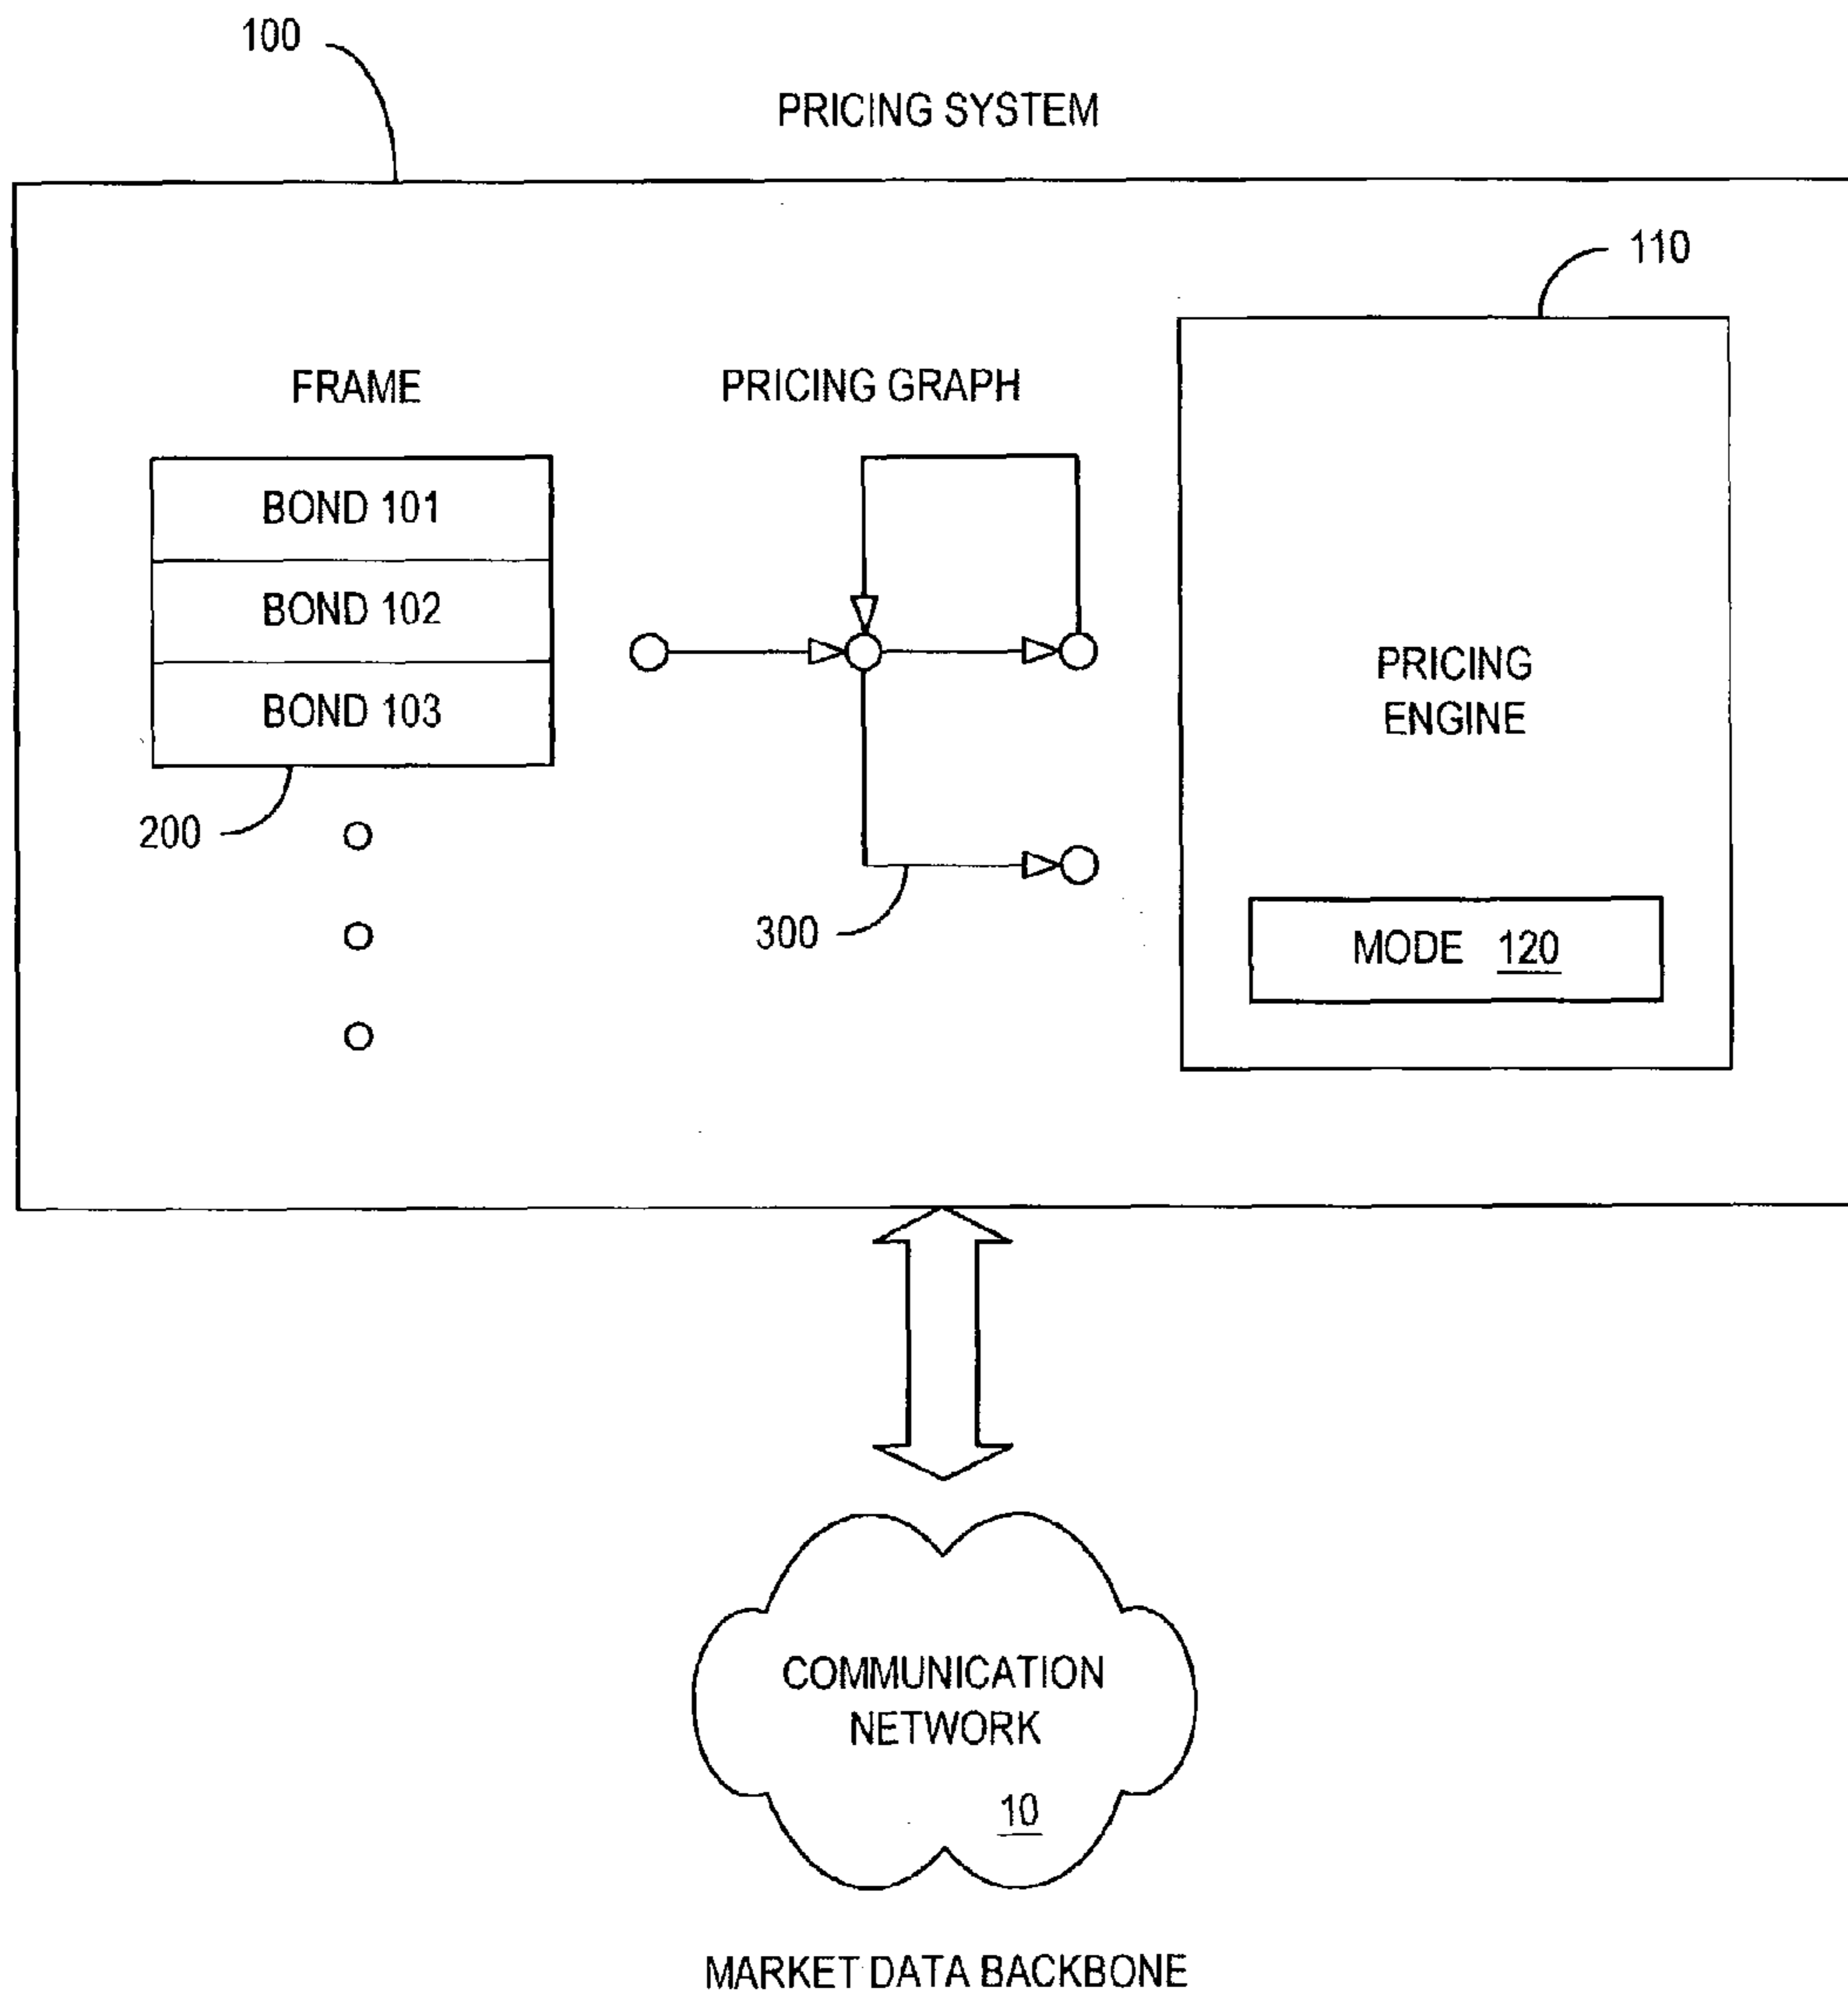 100
PRICING SYSTEM
110
FRAME
PRICING GRAPH
BOND 101
BOND 102
BOND 103
200
300
PRICING
ENGINE
MODE 120
COMMUNICATION
NETWORK
10
MARKET DATA BACKBONE